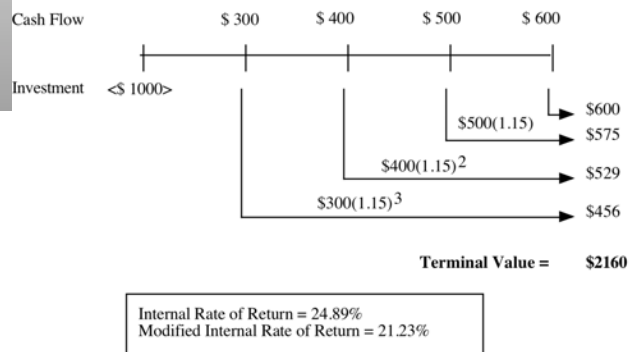 Cash Flow $ 300 $ 400 $ 500 $ 600
Investment <$ 1000>
$600
$500(1.15)
$575
$400(1.15)2
$529
$300(1.15)3
$456
Terminal Value = $2160
Internal Rate of Return = 24.89%
Modified Internal Rate of Return = 21.23%